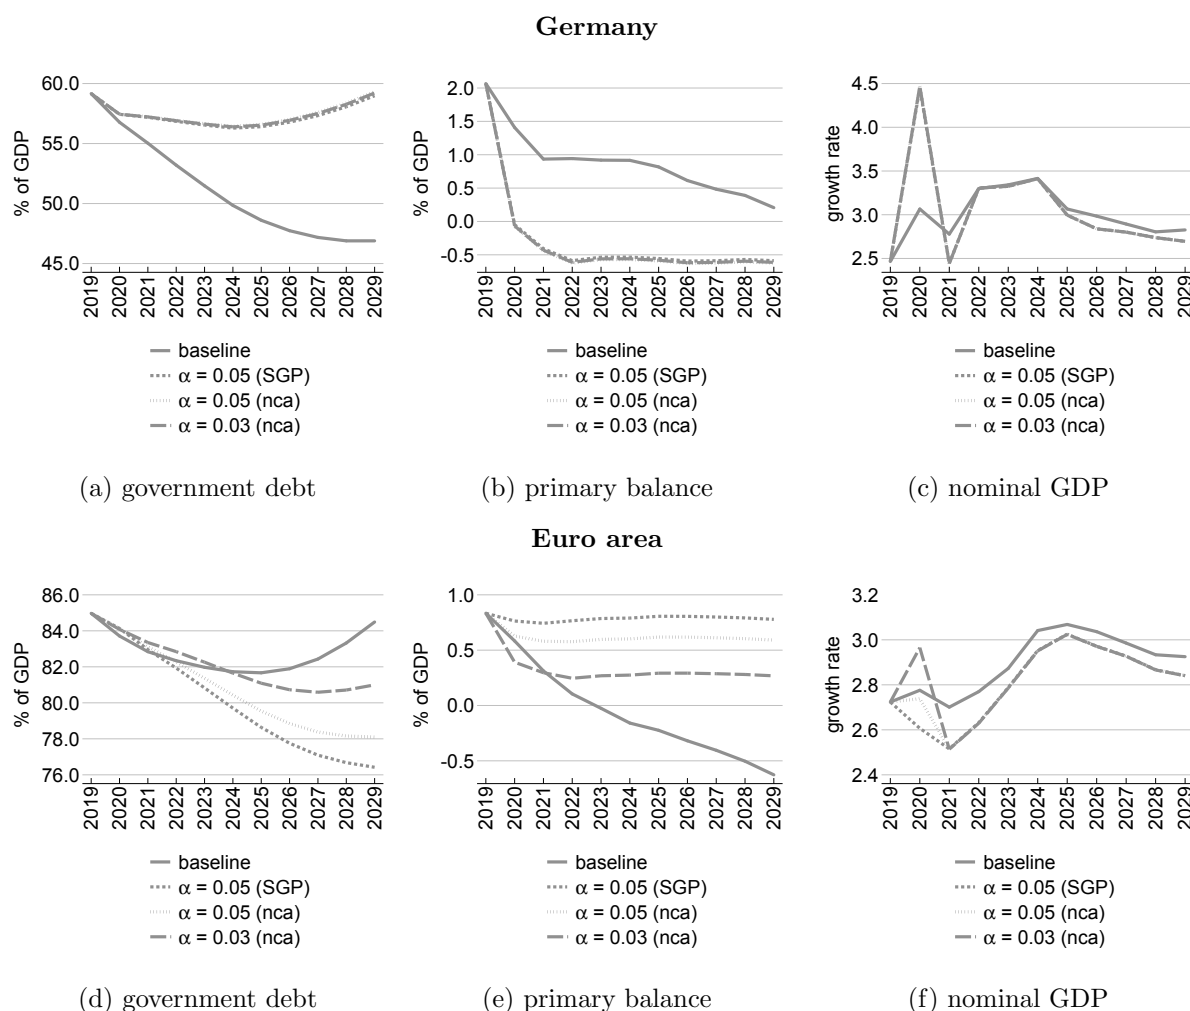 Germany
60.0
55.0
50.0
45.0
% of GDP
2019 2020 2021 2022 2023 2024 2025 2026 2027 2028 2029
baseline
α = 0.05 (SGP)
α = 0.05 (nca)
α = 0.03 (nca)
(a) government debt
2.0
1.5
1.0
0.5
0.0
-0.5
% of GDP
2019 2020 2021 2022 2023 2024 2025 2026 2027 2028 2029
baseline
α = 0.05 (SGP)
α = 0.05 (nca)
α = 0.03 (nca)
(b) primary balance
4.5
4.0
3.5
3.0
2.5
growth rate
2019 2020 2021 2022 2023 2024 2025 2026 2027 2028 2029
baseline
α = 0.05 (SGP)
α = 0.05 (nca)
α = 0.03 (nca)
(c) nominal GDP
Euro area
86.0
84.0
82.0
80.0
78.0
76.0
% of GDP
2019 2020 2021 2022 2023 2024 2025 2026 2027 2028 2029
baseline
α = 0.05 (SGP)
α = 0.05 (nca)
α = 0.03 (nca)
(d) government debt
1.0
0.5
0.0
-0.5
% of GDP
2019 2020 2021 2022 2023 2024 2025 2026 2027 2028 2029
baseline
α = 0.05 (SGP)
α = 0.05 (nca)
α = 0.03 (nca)
(e) primary balance
3.2
3.0
2.8
2.6
2.4
growth rate
2019 2020 2021 2022 2023 2024 2025 2026 2027 2028 2029
baseline
α = 0.05 (SGP)
α = 0.05 (nca)
α = 0.03 (nca)
(f) nominal GDP